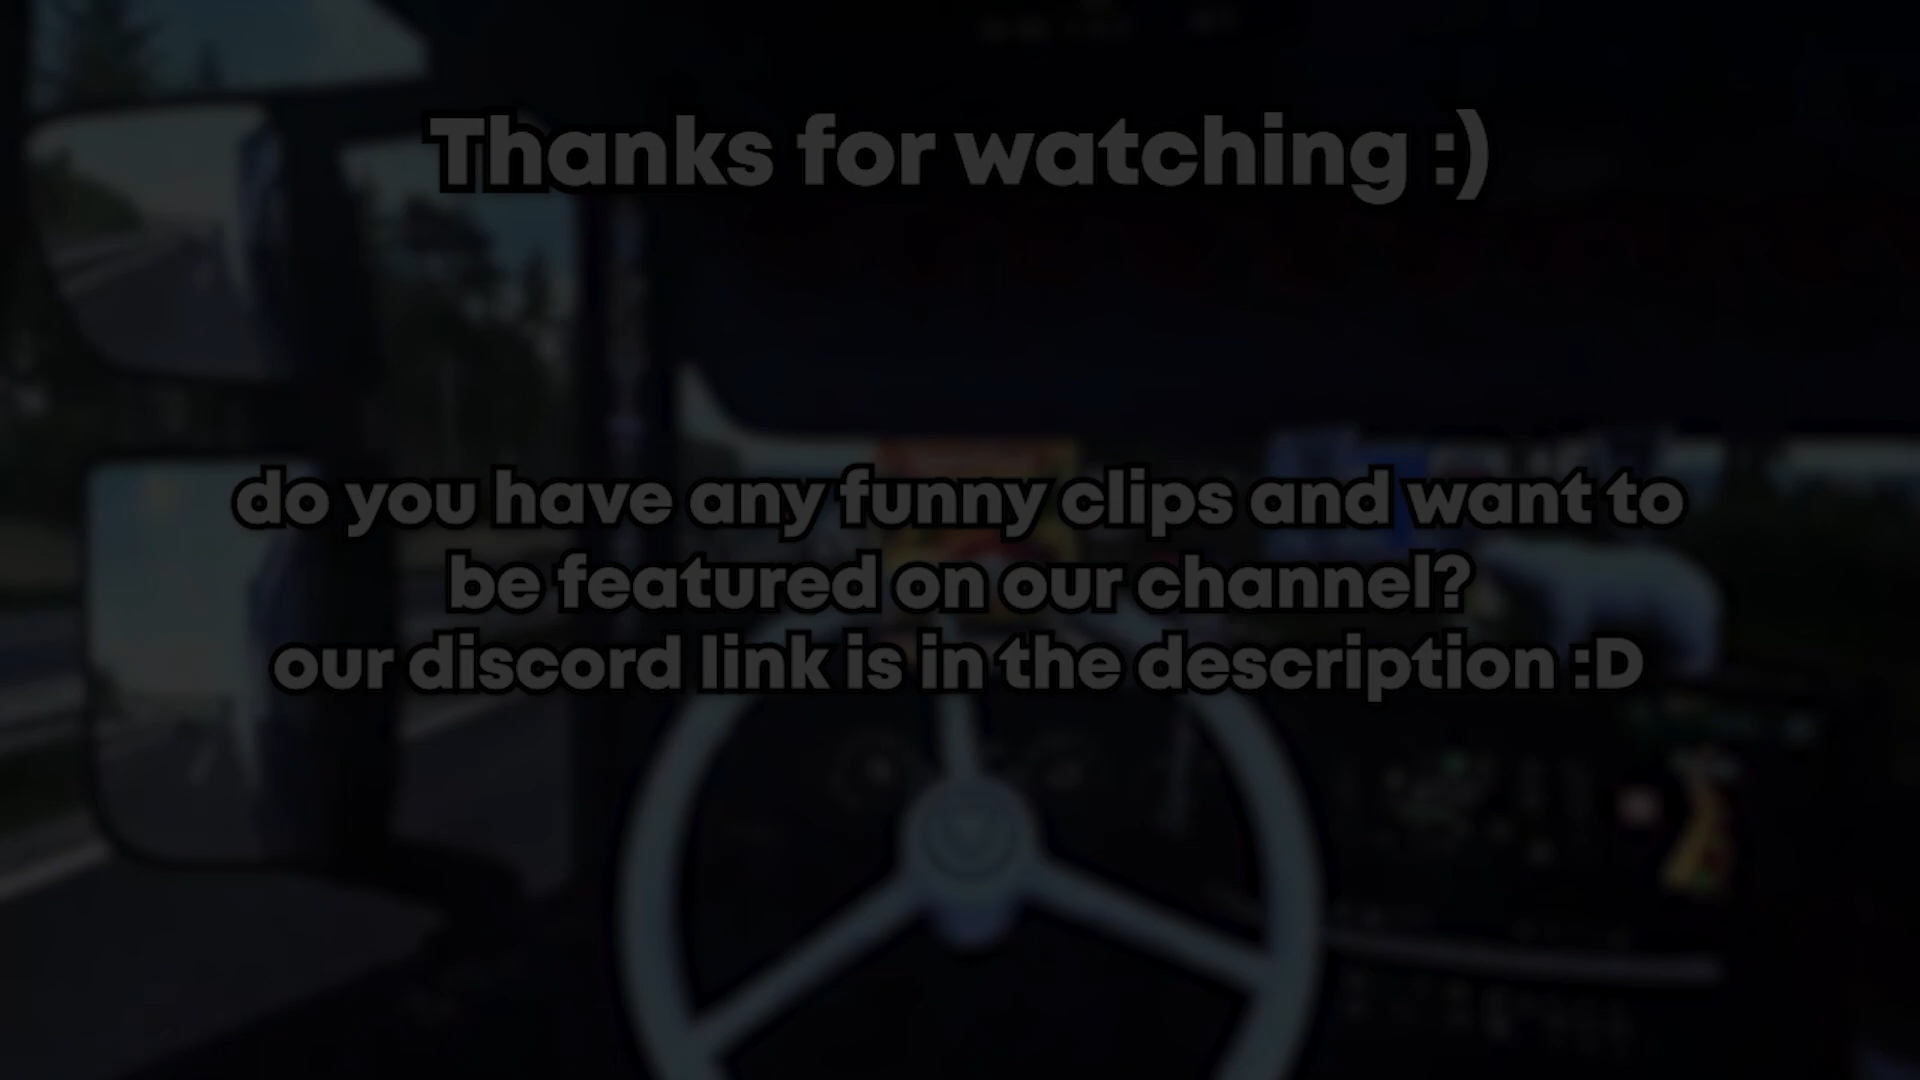 Thanks for watching :)
do you have any funny clips and want to
be featured on our channel?
our discord link is in the description :D